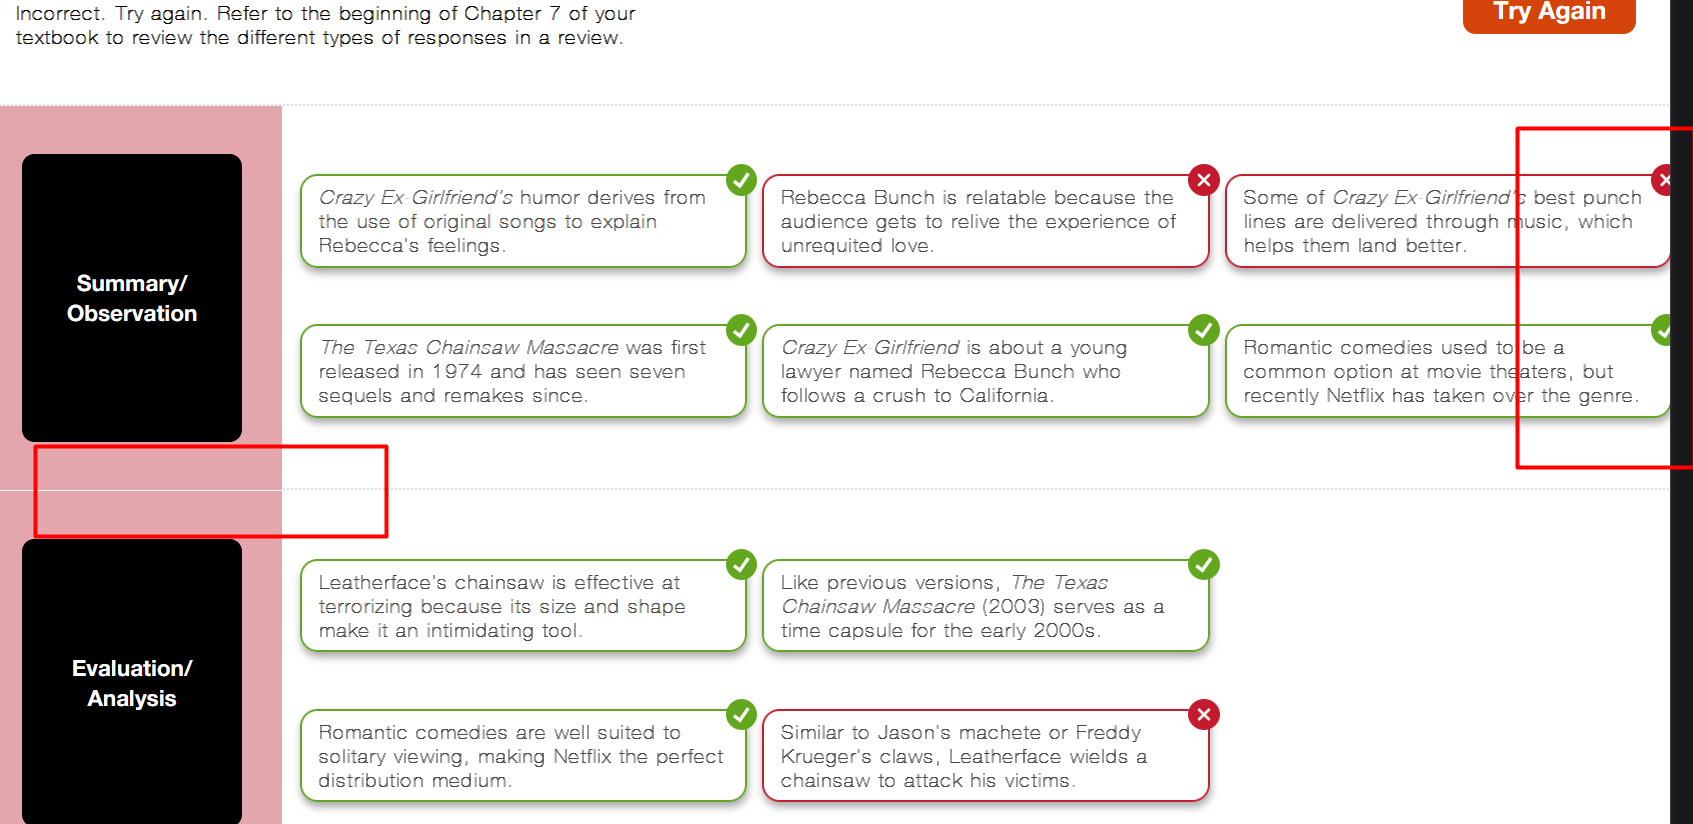 Incorrect. Try again. Refer to the beginning of Chapter 7 of your
textbook to review the different types of responses in a review.
Try Again
Summary/
Observation
Crazy Ex-Girlfriend's humor derives from
the use of original songs to explain
Rebecca's feelings.
Rebecca Bunch is relatable because the
audience gets to relive the experience of
unrequited love.
Some of Crazy Ex-Girlfriend's best punch
lines are delivered through music, which
helps them land better.
The Texas Chainsaw Massacre was first
released in 1974 and has seen seven
sequels and remakes since.
Crazy Ex-Girlfriend is about a young
lawyer named Rebecca Bunch who
follows a crush to California.
Romantic comedies used to be a
common option at movie theaters, but
recently Netflix has taken over the genre.
Evaluation/
Analysis
Leatherface's chainsaw is effective at
terrorizing because its size and shape
make it an intimidating tool.
Like previous versions, The Texas
Chainsaw Massacre (2003) serves as a
time capsule for the early 2000s.
Romantic comedies are well suited to
solitary viewing, making Netflix the perfect
distribution medium.
Similar to Jason's machete or Freddy
Krueger's claws, Leatherface wields a
chainsaw to attack his victims.